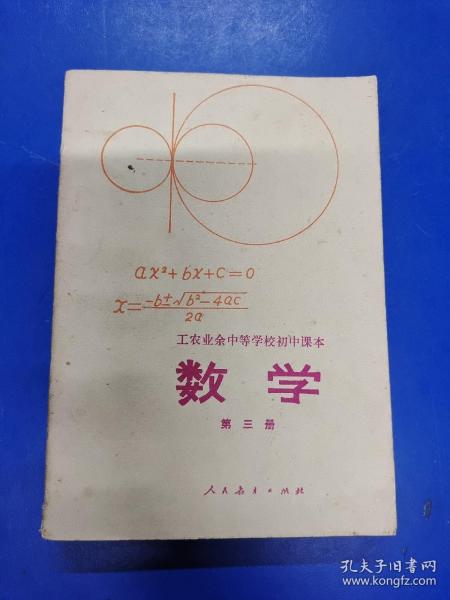 ax²+bx+c=0
x=\frac{-b±\sqrt{b²-4ac}}{2a}
工农业余中等学校初中课本
数学
第三册
人民教育出版社
孔夫子旧书网
www.kongfz.com